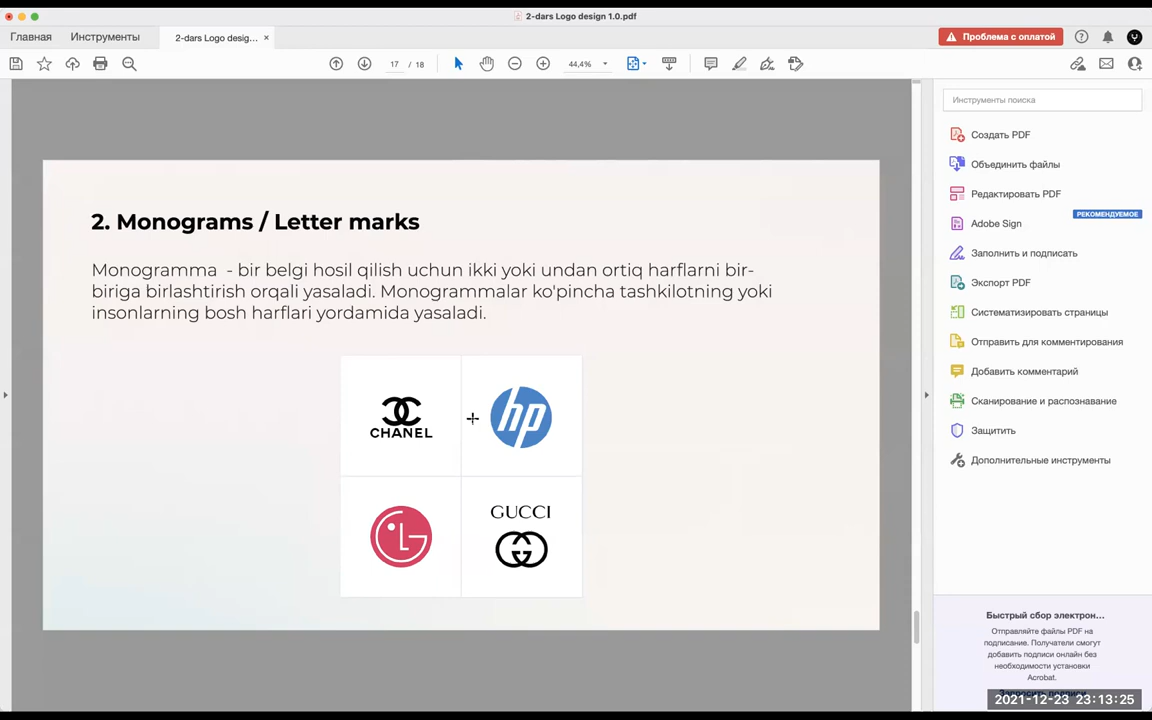 2-dars Logo design 1.0.pdf
Главная
Инструменты
2-dars Logo desig... ×
Проблема с оплатой
17 / 18
44,4%
Инструменты поиска
2. Monograms / Letter marks
Monogramma - bir belgi hosil qilish uchun ikki yoki undan ortiq harflarni bir-
biriga birlashtirish orqali yasaladi. Monogrammalar ko'pincha tashkilotning yoki
insonlarning bosh harflari yordamida yasaladi.
CHANEL
hp
LG
GUCCI
Создать PDF
Объединить файлы
Редактировать PDF
РЕКОМЕНДУЕМОЕ
Adobe Sign
Заполнить и подписать
Экспорт PDF
Систематизировать страницы
Отправить для комментирования
Добавить комментарий
Сканирование и распознавание
Защитить
Дополнительные инструменты
Быстрый сбор электрон...
Отправляйте файлы PDF на
подписание. Получатели смогут
добавить подписи онлайн без
необходимости установки
Acrobat.
2021-12-23 23:13:25